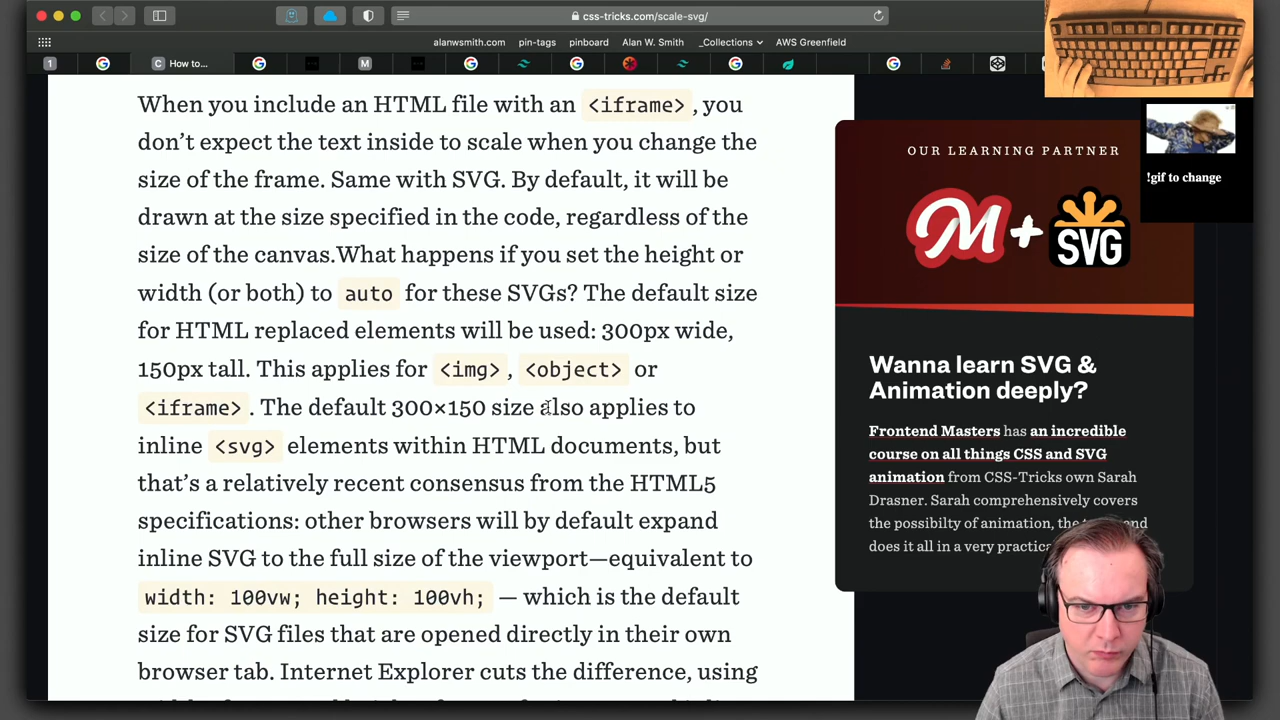 css-tricks.com/scale-svg/
alanwsmith.com pin-tags pinboard Alan W. Smith _Collections AWS Greenfield
1 G C How to... G M G G G G
When you include an HTML file with an <iframe>, you
don’t expect the text inside to scale when you change the
size of the frame. Same with SVG. By default, it will be
drawn at the size specified in the code, regardless of the
size of the canvas.What happens if you set the height or
width (or both) to auto for these SVGs? The default size
for HTML replaced elements will be used: 300px wide,
150px tall. This applies for <img>, <object> or
<iframe>. The default 300×150 size also applies to
inline <svg> elements within HTML documents, but
that’s a relatively recent consensus from the HTML5
specifications: other browsers will by default expand
inline SVG to the full size of the viewport—equivalent to
width: 100vw; height: 100vh; — which is the default
size for SVG files that are opened directly in their own
browser tab. Internet Explorer cuts the difference, using
OUR LEARNING PARTNER
M + SVG
Wanna learn SVG &
Animation deeply?
Frontend Masters has an incredible
course on all things CSS and SVG
animation from CSS-Tricks own Sarah
Drasner. Sarah comprehensively covers
the possibilty of animation, the nd
does it all in a very practica
!gif to change